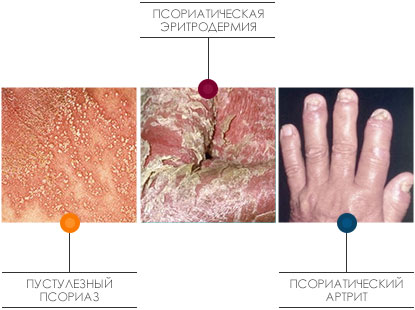 ПСОРИАТИЧЕСКАЯ
ЭРИТРОДЕРМИЯ
ПУСТУЛЕЗНЫЙ
ПСОРИАЗ
ПСОРИАТИЧЕСКИЙ
АРТРИТ